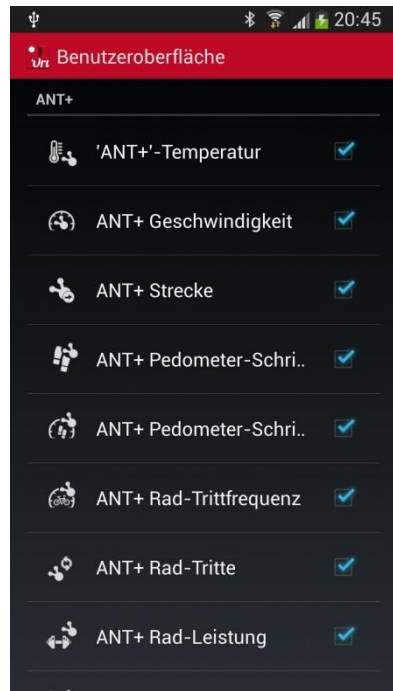 20:45
Benutzeroberfläche
ANT+
'ANT+'-Temperatur
ANT+ Geschwindigkeit
ANT+ Strecke
ANT+ Pedometer-Schri..
ANT+ Pedometer-Schri..
ANT+ Rad-Trittfrequenz
ANT+ Rad-Tritte
ANT+ Rad-Leistung